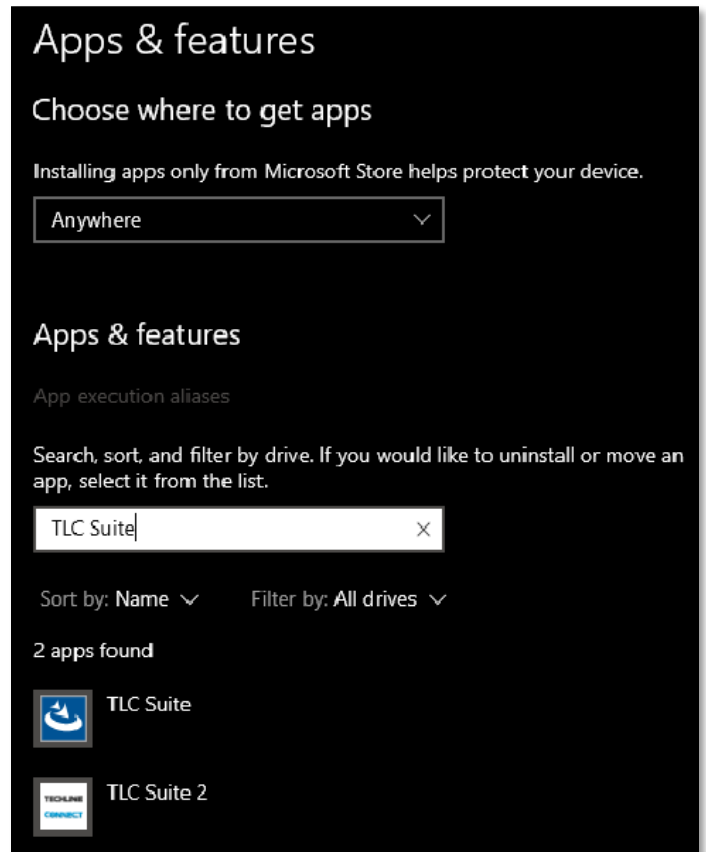 Apps & features
Choose where to get apps
Installing apps only from Microsoft Store helps protect your device.
Anywhere
Apps & features
App execution aliases
Search, sort, and filter by drive. If you would like to uninstall or move an
app, select it from the list.
TLC Suite
Sort by: Name Filter by: All drives
2 apps found
TLC Suite
TECHLINE
CONNECT
TLC Suite 2